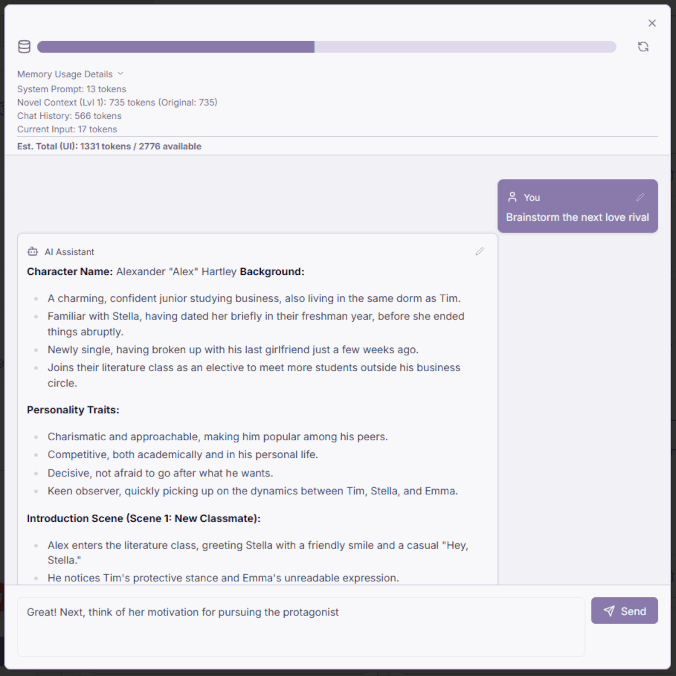 Memory Usage Details
System Prompt: 13 tokens
Novel Context (Lvl 1): 735 tokens (Original: 735)
Chat History: 566 tokens
Current Input: 17 tokens
Est. Total (UI): 1331 tokens / 2776 available
You
Brainstorm the next love rival
AI Assistant
Character Name: Alexander "Alex" Hartley Background:
A charming, confident junior studying business, also living in the same dorm as Tim.
Familiar with Stella, having dated her briefly in their freshman year, before she ended
things abruptly.
Newly single, having broken up with his last girlfriend just a few weeks ago.
Joins their literature class as an elective to meet more students outside his business
circle.
Personality Traits:
Charismatic and approachable, making him popular among his peers.
Competitive, both academically and in his personal life.
Decisive, not afraid to go after what he wants.
Keen observer, quickly picking up on the dynamics between Tim, Stella, and Emma.
Introduction Scene (Scene 1: New Classmate):
Alex enters the literature class, greeting Stella with a friendly smile and a casual "Hey,
Stella."
He notices Tim's protective stance and Emma's unreadable expression.
Great! Next, think of her motivation for pursuing the protagonist
Send